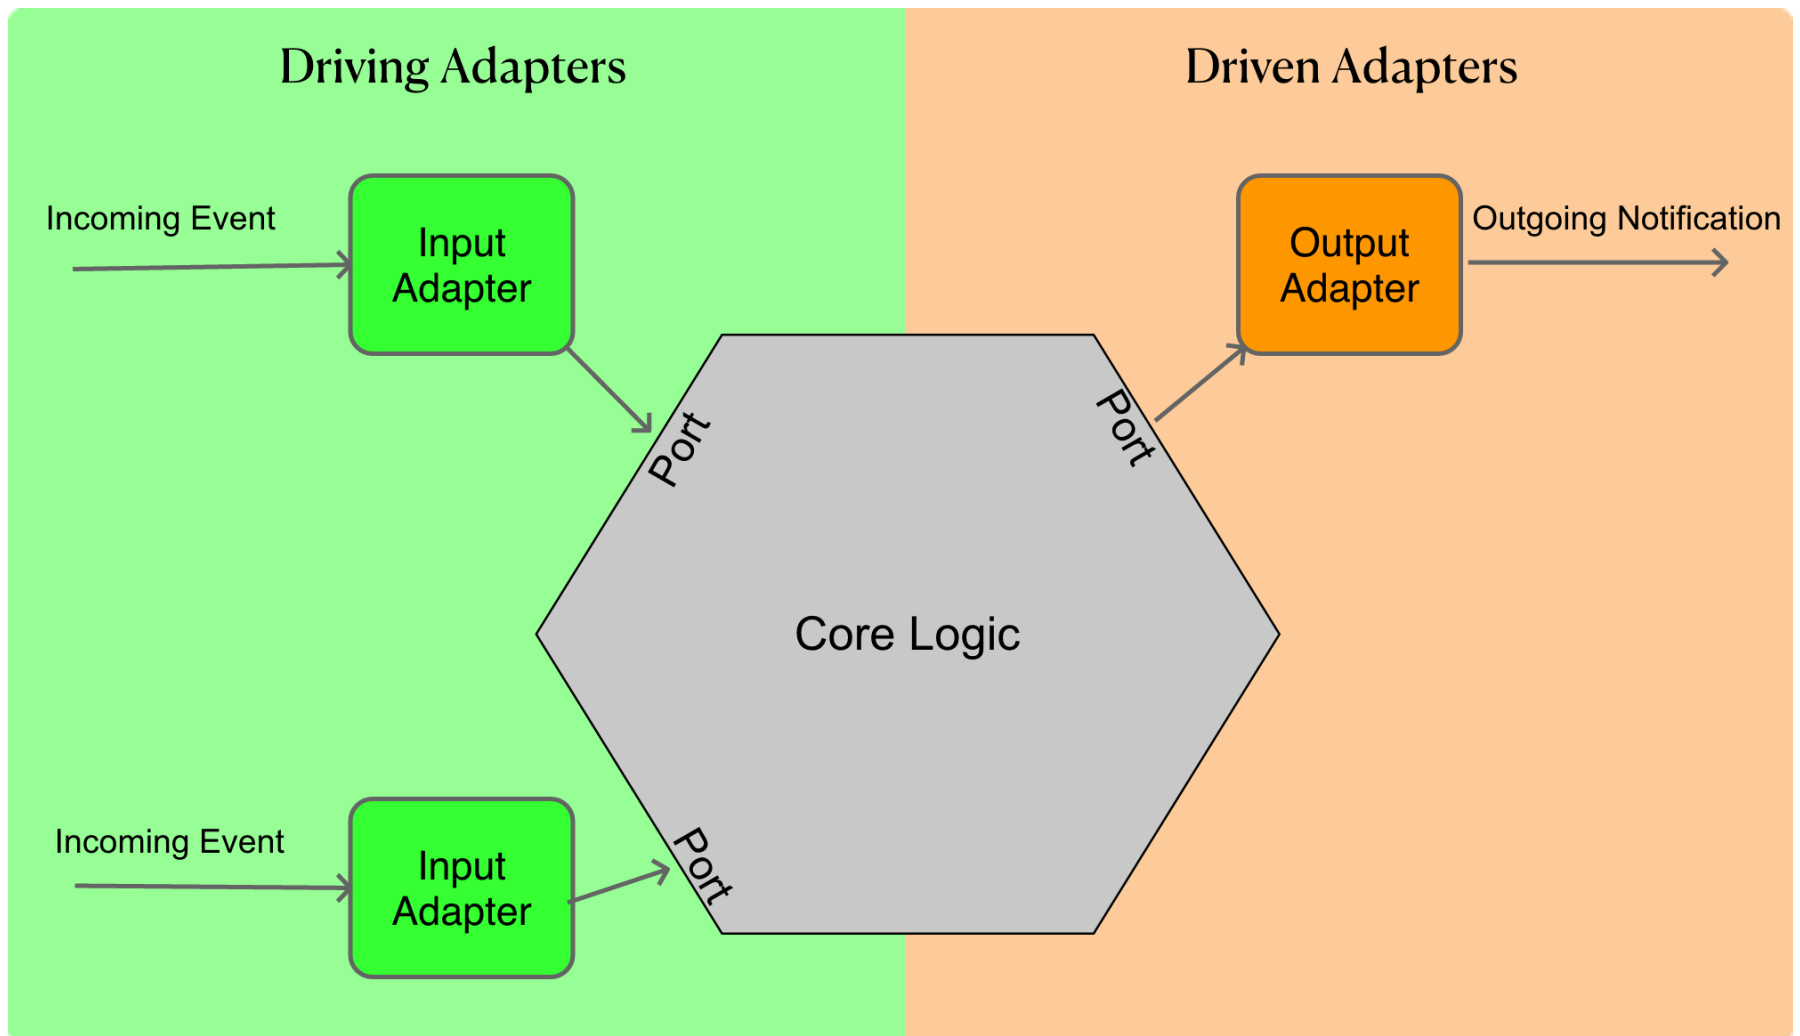 Driving Adapters
Driven Adapters
Incoming Event
Input
Adapter
Output
Adapter
Outgoing Notification
Port
Port
Core Logic
Incoming Event
Input
Adapter
Port